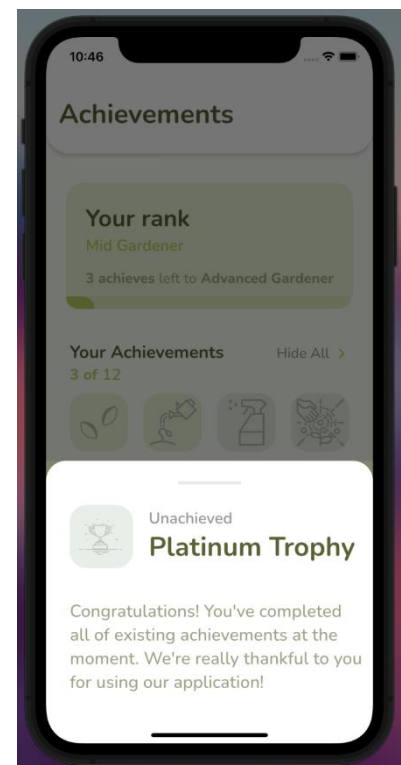 10:46
Achievements
Your rank
Mid Gardener
3 achieves left to Advanced Gardener
Your Achievements
Hide All >
3 of 12
Unachieved
Platinum Trophy
Congratulations! You've completed
all of existing achievements at the
moment. We're really thankful to you
for using our application!